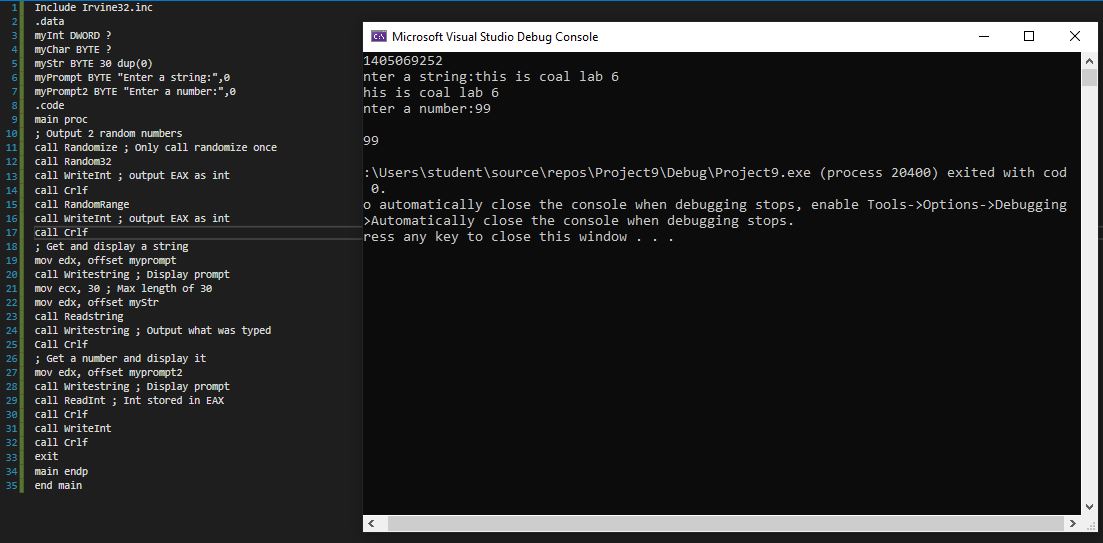 1 Include Irvine32.inc
2 .data
3 myInt DWORD ?
4 myChar BYTE ?
5 myStr BYTE 30 dup(0)
6 myPrompt BYTE "Enter a string:",0
7 myPrompt2 BYTE "Enter a number:",0
8 .code
9 main proc
10 ; Output 2 random numbers
11 call Randomize ; Only call randomize once
12 call Random32
13 call WriteInt ; output EAX as int
14 call Crlf
15 call RandomRange
16 call WriteInt ; output EAX as int
17 call Crlf
18 ; Get and display a string
19 mov edx, offset myprompt
20 call Writestring ; Display prompt
21 mov ecx, 30 ; Max length of 30
22 mov edx, offset myStr
23 call Readstring
24 call Writestring ; Output what was typed
25 Call Crlf
26 ; Get a number and display it
27 mov edx, offset myprompt2
28 call Writestring ; Display prompt
29 call ReadInt ; Int stored in EAX
30 call Crlf
31 call WriteInt
32 call Crlf
33 exit
34 main endp
35 end main
Microsoft Visual Studio Debug Console
1405069252
nter a string:this is coal lab 6
his is coal lab 6
nter a number:99
99
:\Users\student\source\repos\Project9\Debug\Project9.exe (process 20400) exited with cod
0.
o automatically close the console when debugging stops, enable Tools->Options->Debugging
>Automatically close the console when debugging stops.
ress any key to close this window . . .